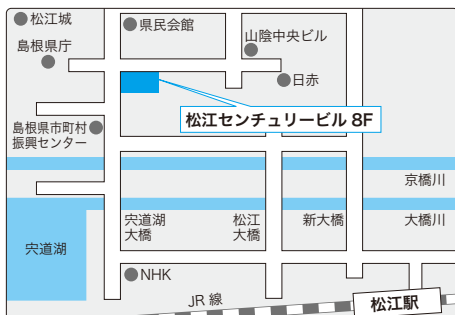 松江城
県民会館
島根県庁
山陰中央ビル
日赤
松江センチュリービル 8F
島根県市町村
振興センター
京橋川
宍道湖
大橋
松江
大橋
新大橋
大橋川
宍道湖
NHK
JR 線
松江駅